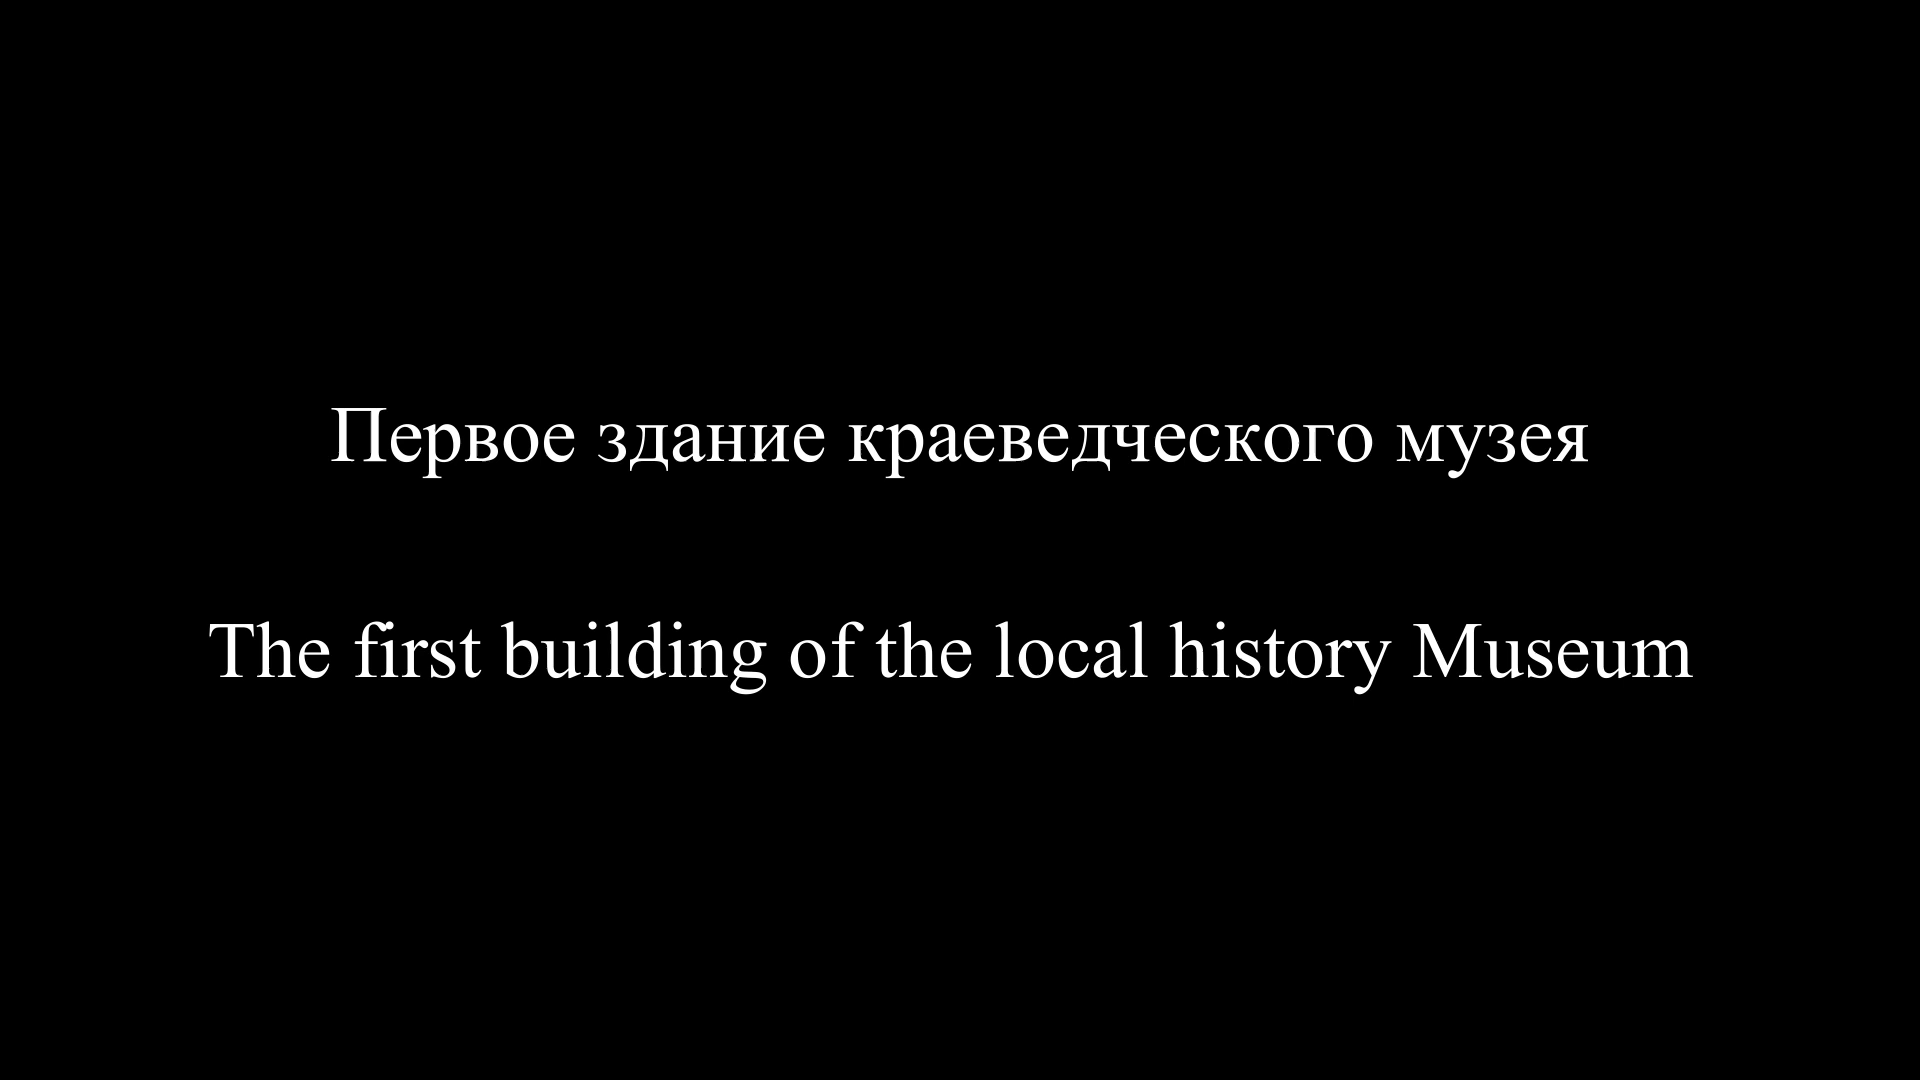 Первое здание краеведческого музея
The first building of the local history Museum